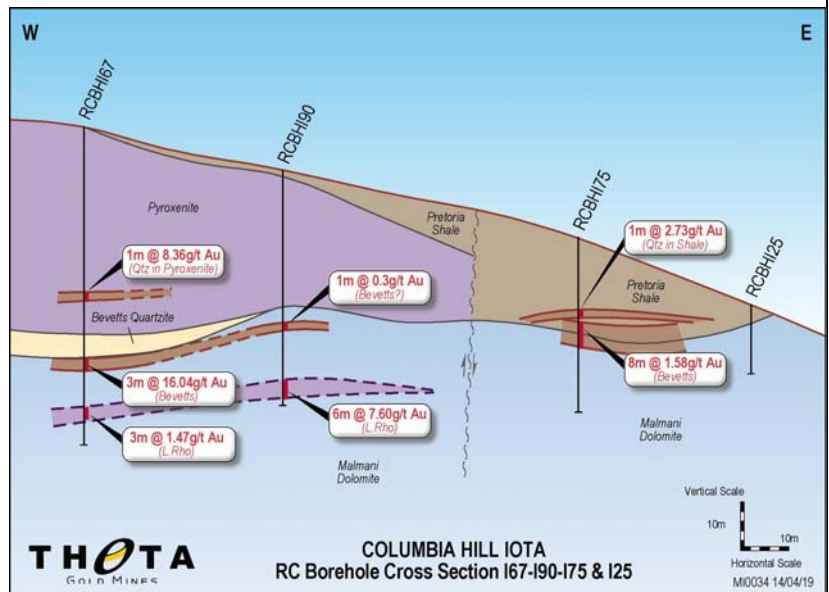 W
E
RCBHI67
RCBHI90
RCBHI75
RCBHI25
Pyroxenite
Pretoria
Shale
1m @ 8.36g/t Au
(Qtz in Pyroxenite)
1m @ 2.73g/t Au
(Qtz in Shale)
1m @ 0.3g/t Au
(Bevetts?)
Pretoria
Shale
Bevetts Quartzite
3m @ 16.04g/t Au
(Bevetts)
8m @ 1.58g/t Au
(Bevetts)
6m @ 7.60g/t Au
(L.Rho)
3m @ 1.47g/t Au
(L.Rho)
Malmani
Dolomite
Malmani
Dolomite
Vertical Scale
10m
10m
Horizontal Scale
THETA
GOLD MINES
COLUMBIA HILL IOTA
RC Borehole Cross Section I67-I90-I75 & I25
MI0034 14/04/19